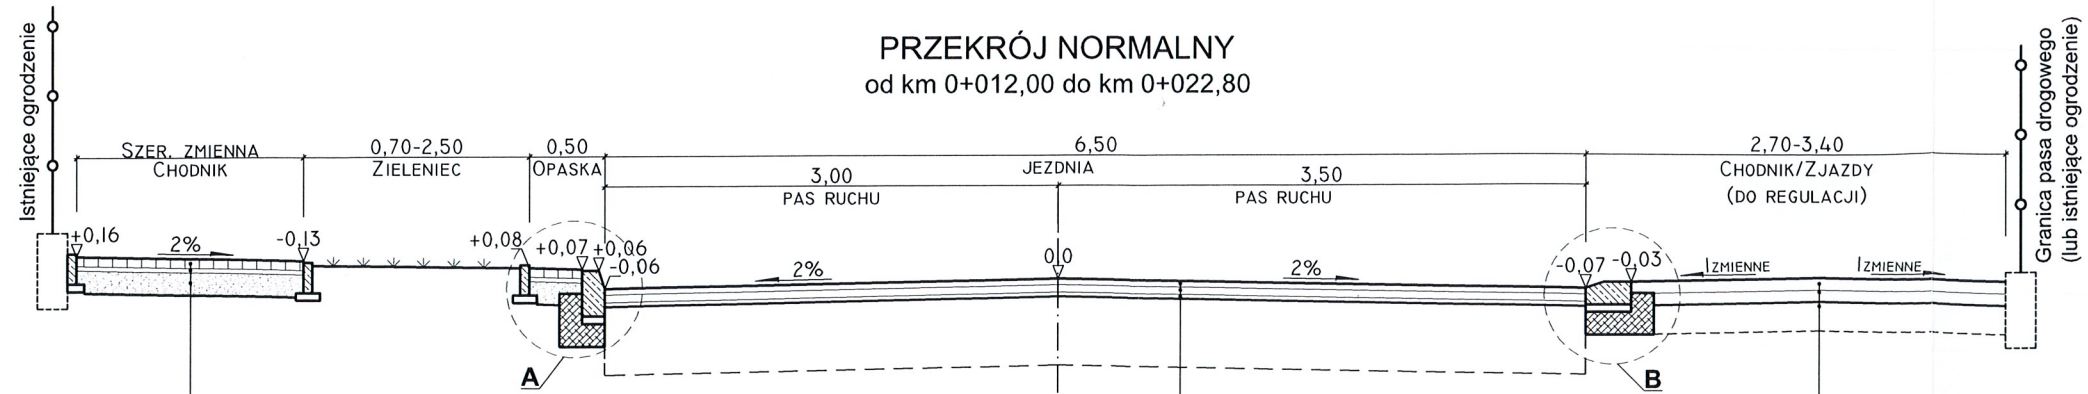 PRZEKRÓJ NORMALNY
od km 0+012,00 do km 0+022,80
Istniejące ogrodzenie
SZER. ZMIENNA
CHODNIK
0,70-2,50
ZIELENIEC
0,50
OPASKA
6,50
JEZDNIA
3,00
PAS RUCHU
3,50
PAS RUCHU
2,70-3,40
CHODNIK/ZJAZDY
(DO REGULACJI)
Granica pasa drogowego
(lub istniejące ogrodzenie)
+0,16
2%
-0,13
+0,08
+0,07
+0,06
-0,06
2%
0,0
2%
-0,07
-0,03
IZMIENNE
IZMIENNE
A
B